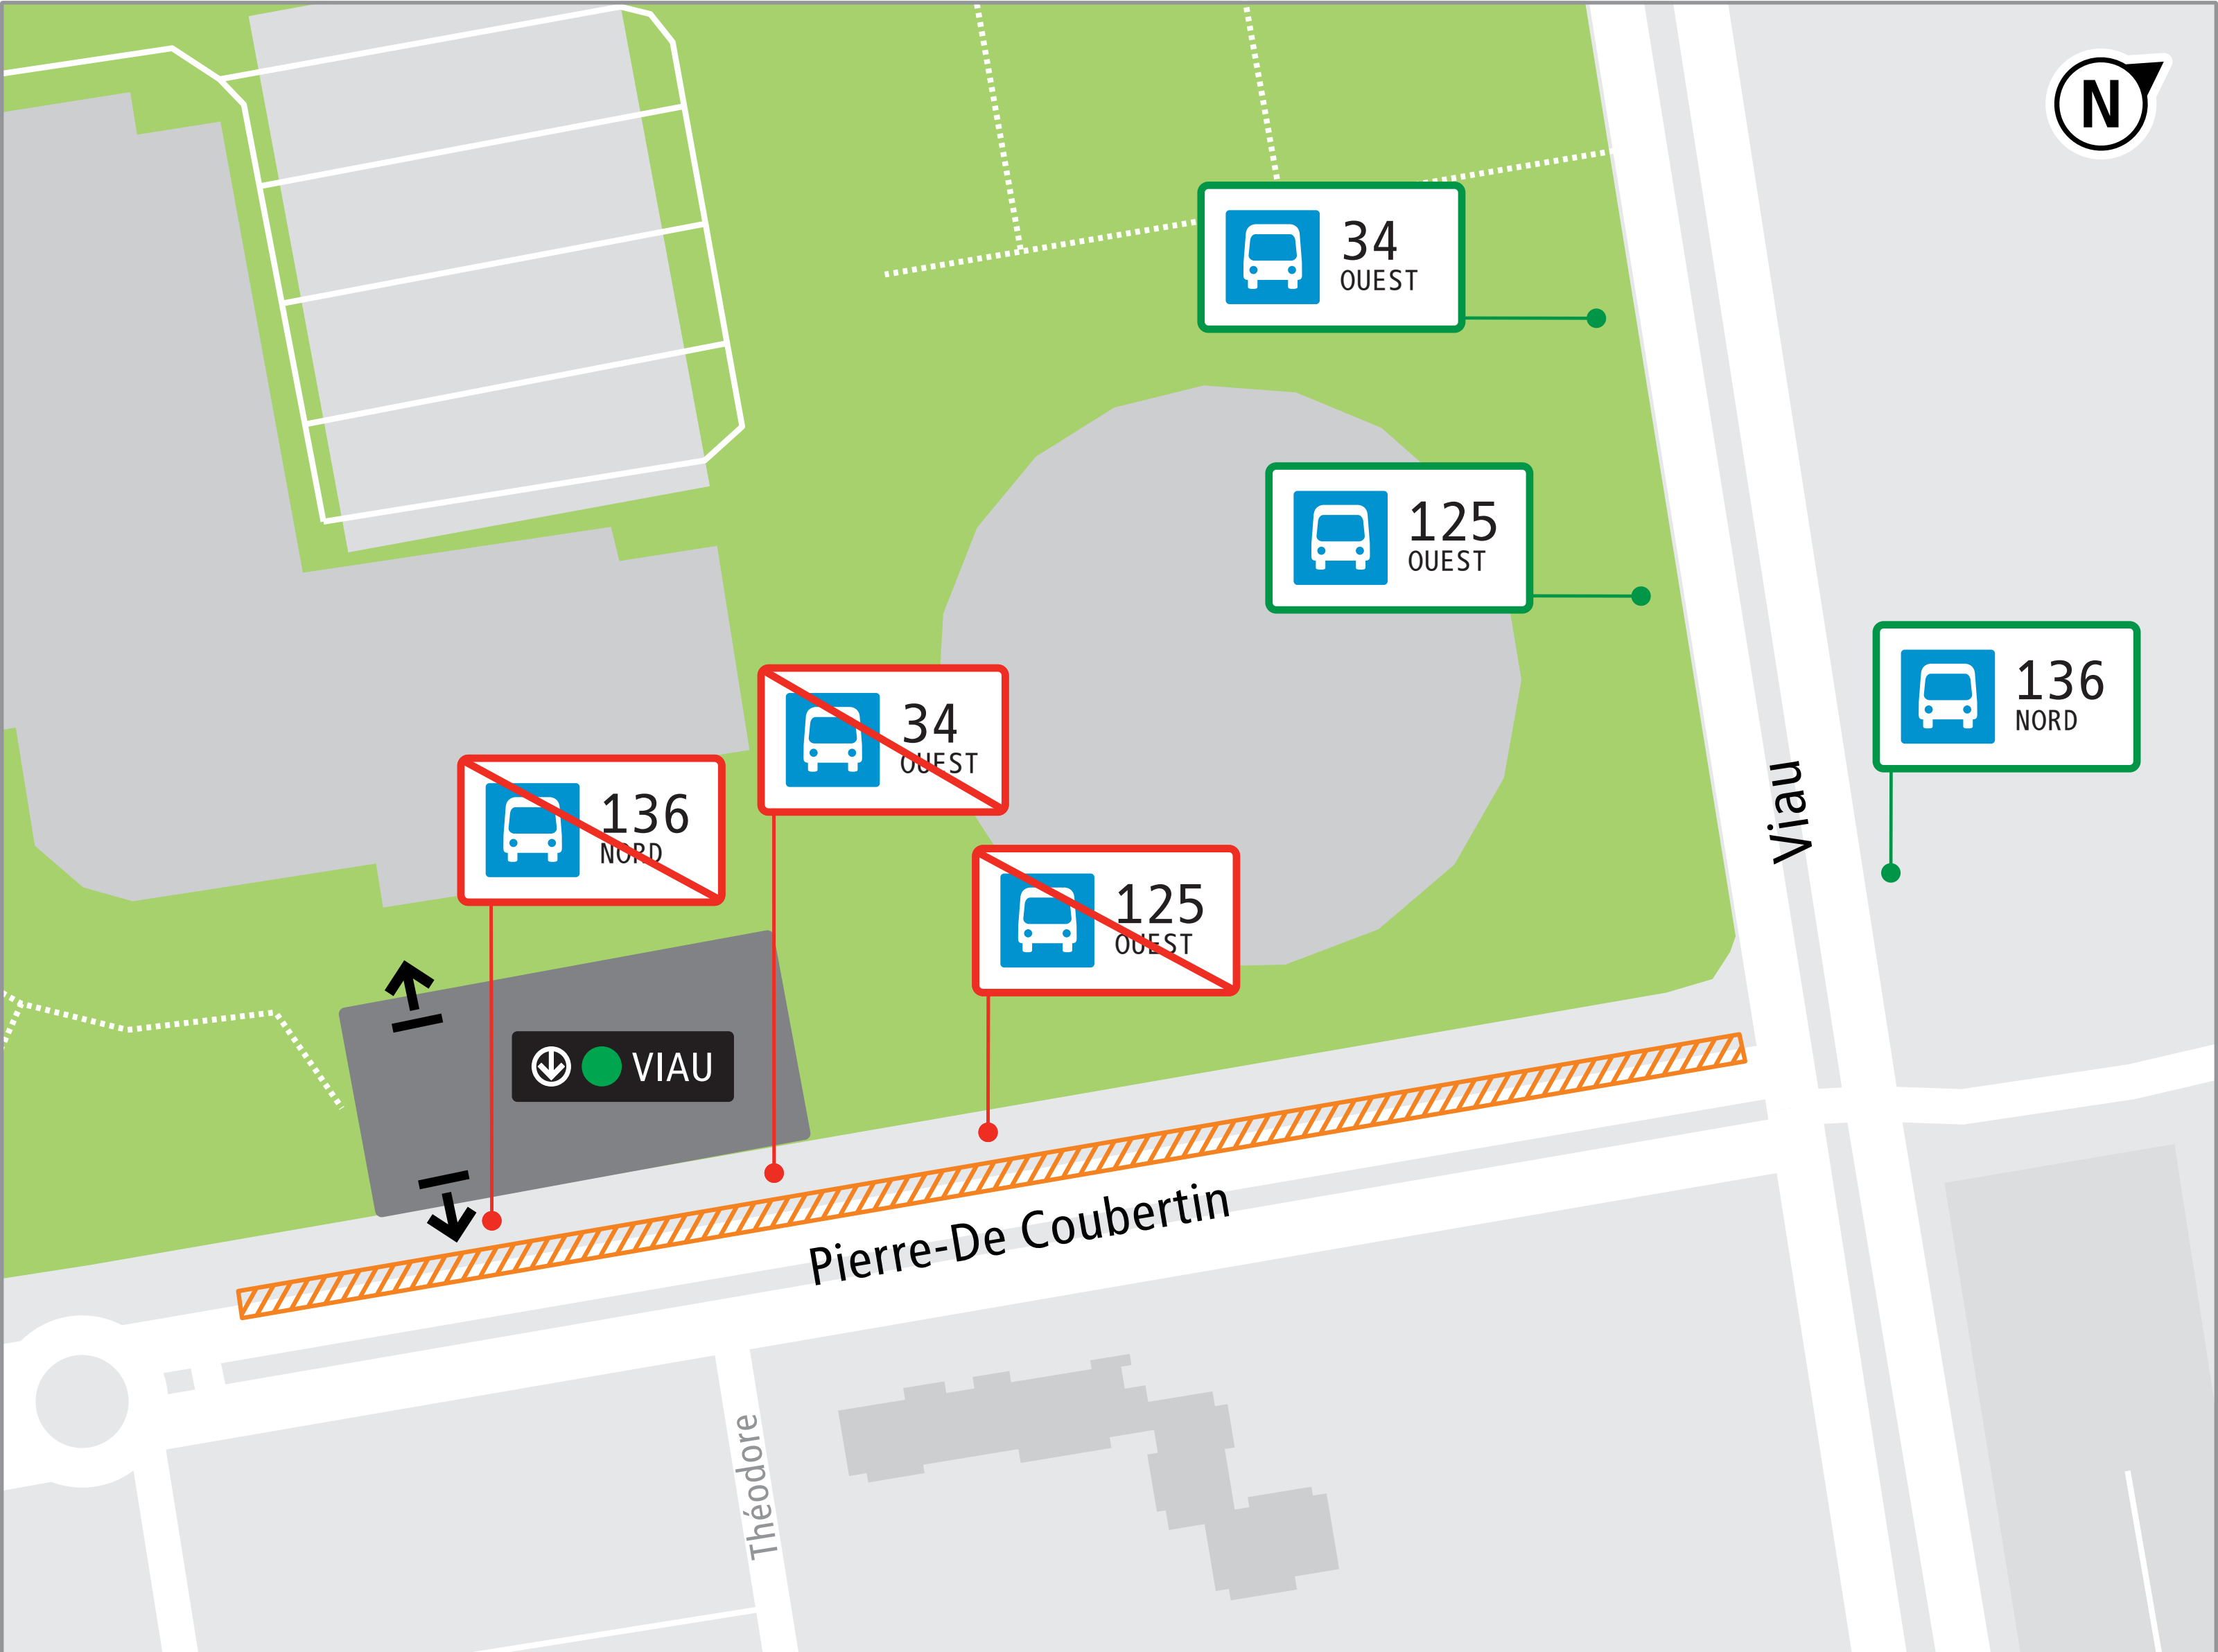 N
34
OUEST
125
OUEST
136
NORD
34
OUEST
136
NORD
125
OUEST
Viau
VIAU
Pierre-De Coubertin
Théodore